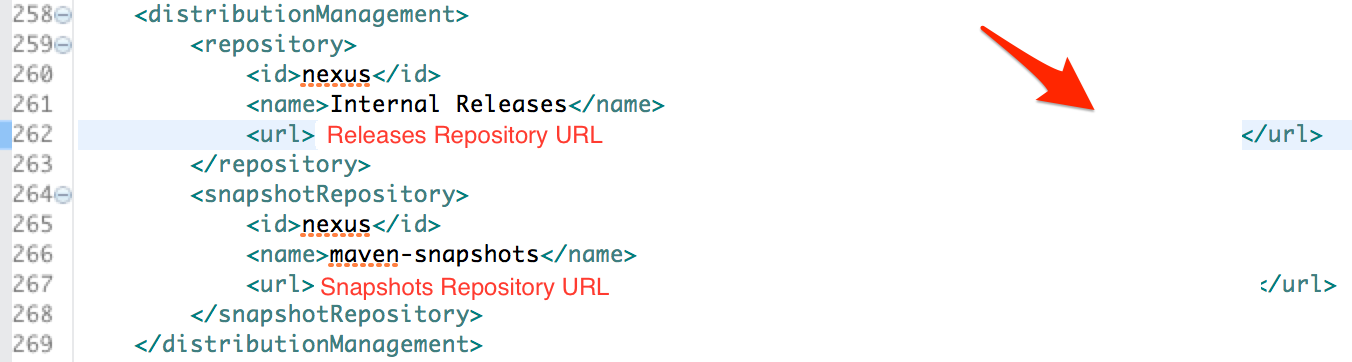 258 <distributionManagement>
259 <repository>
260 <id>nexus</id>
261 <name>Internal Releases</name>
262 <url> Releases Repository URL </url>
263 </repository>
264 <snapshotRepository>
265 <id>nexus</id>
266 <name>maven-snapshots</name>
267 <url> Snapshots Repository URL </url>
268 </snapshotRepository>
269 </distributionManagement>